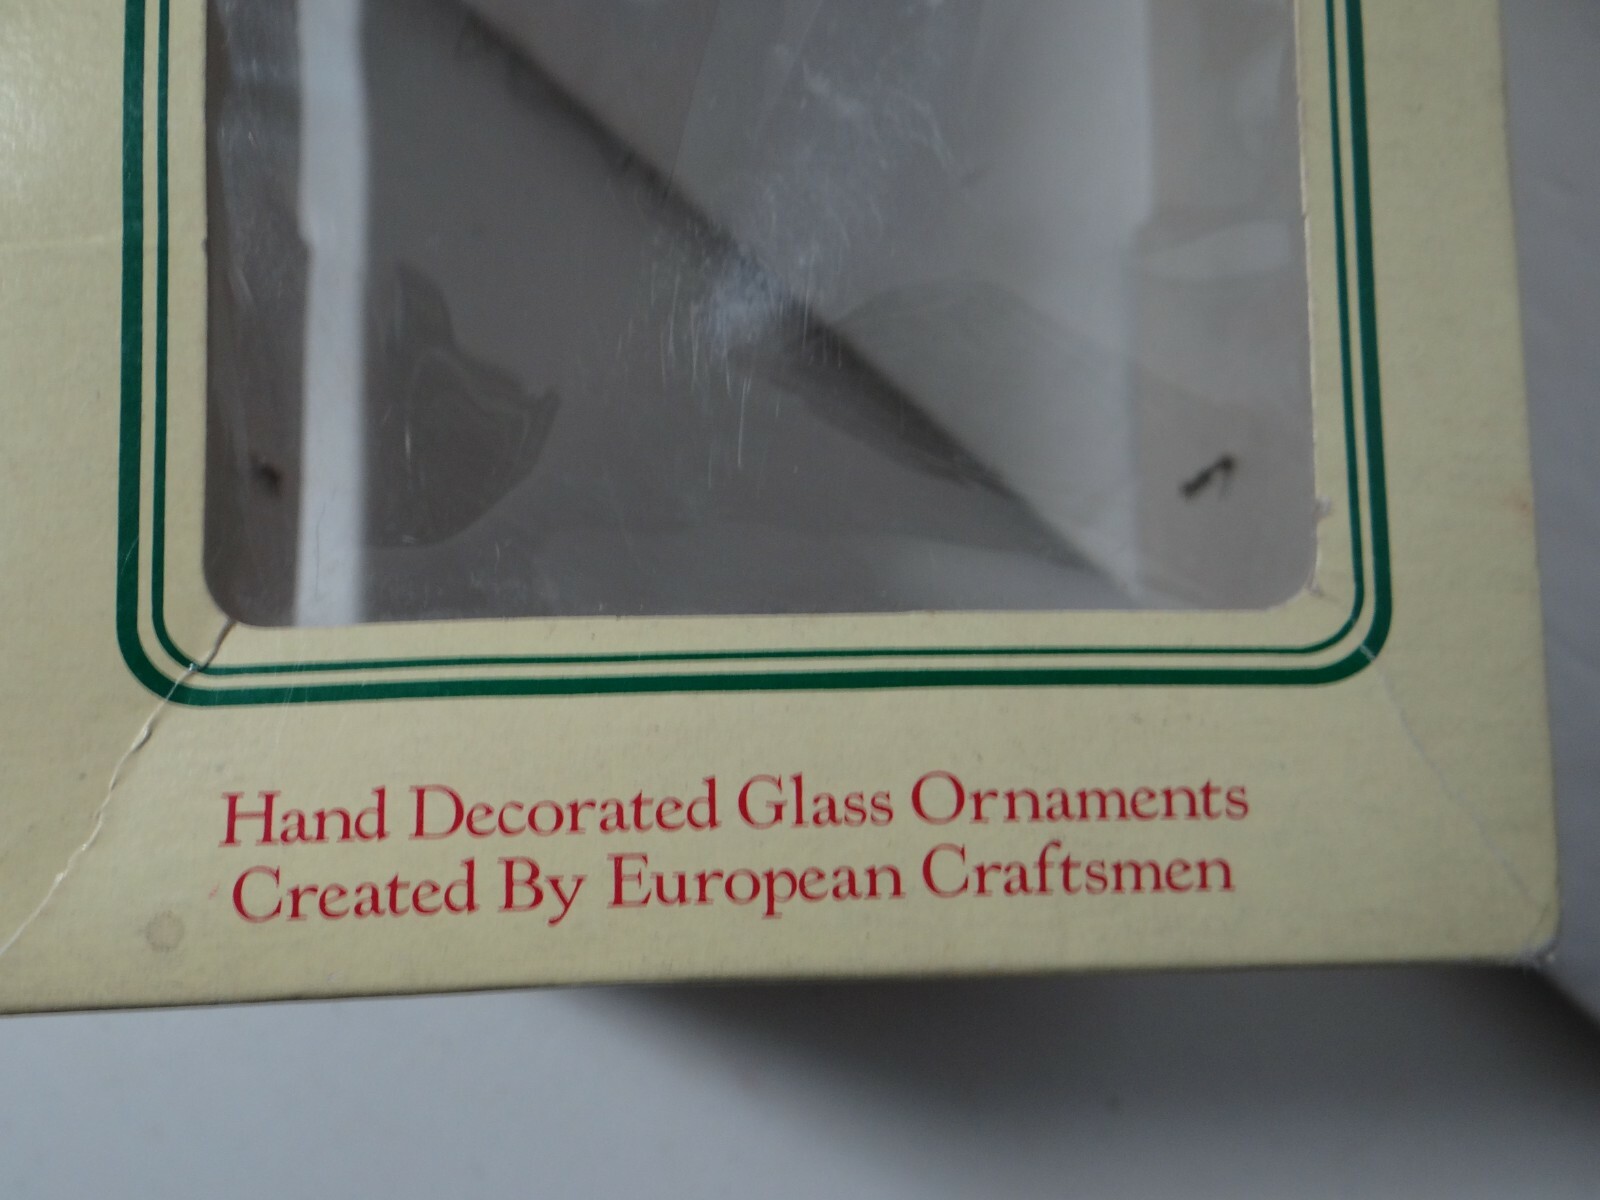 Hand Decorated Glass Ornaments
Created By European Craftsmen